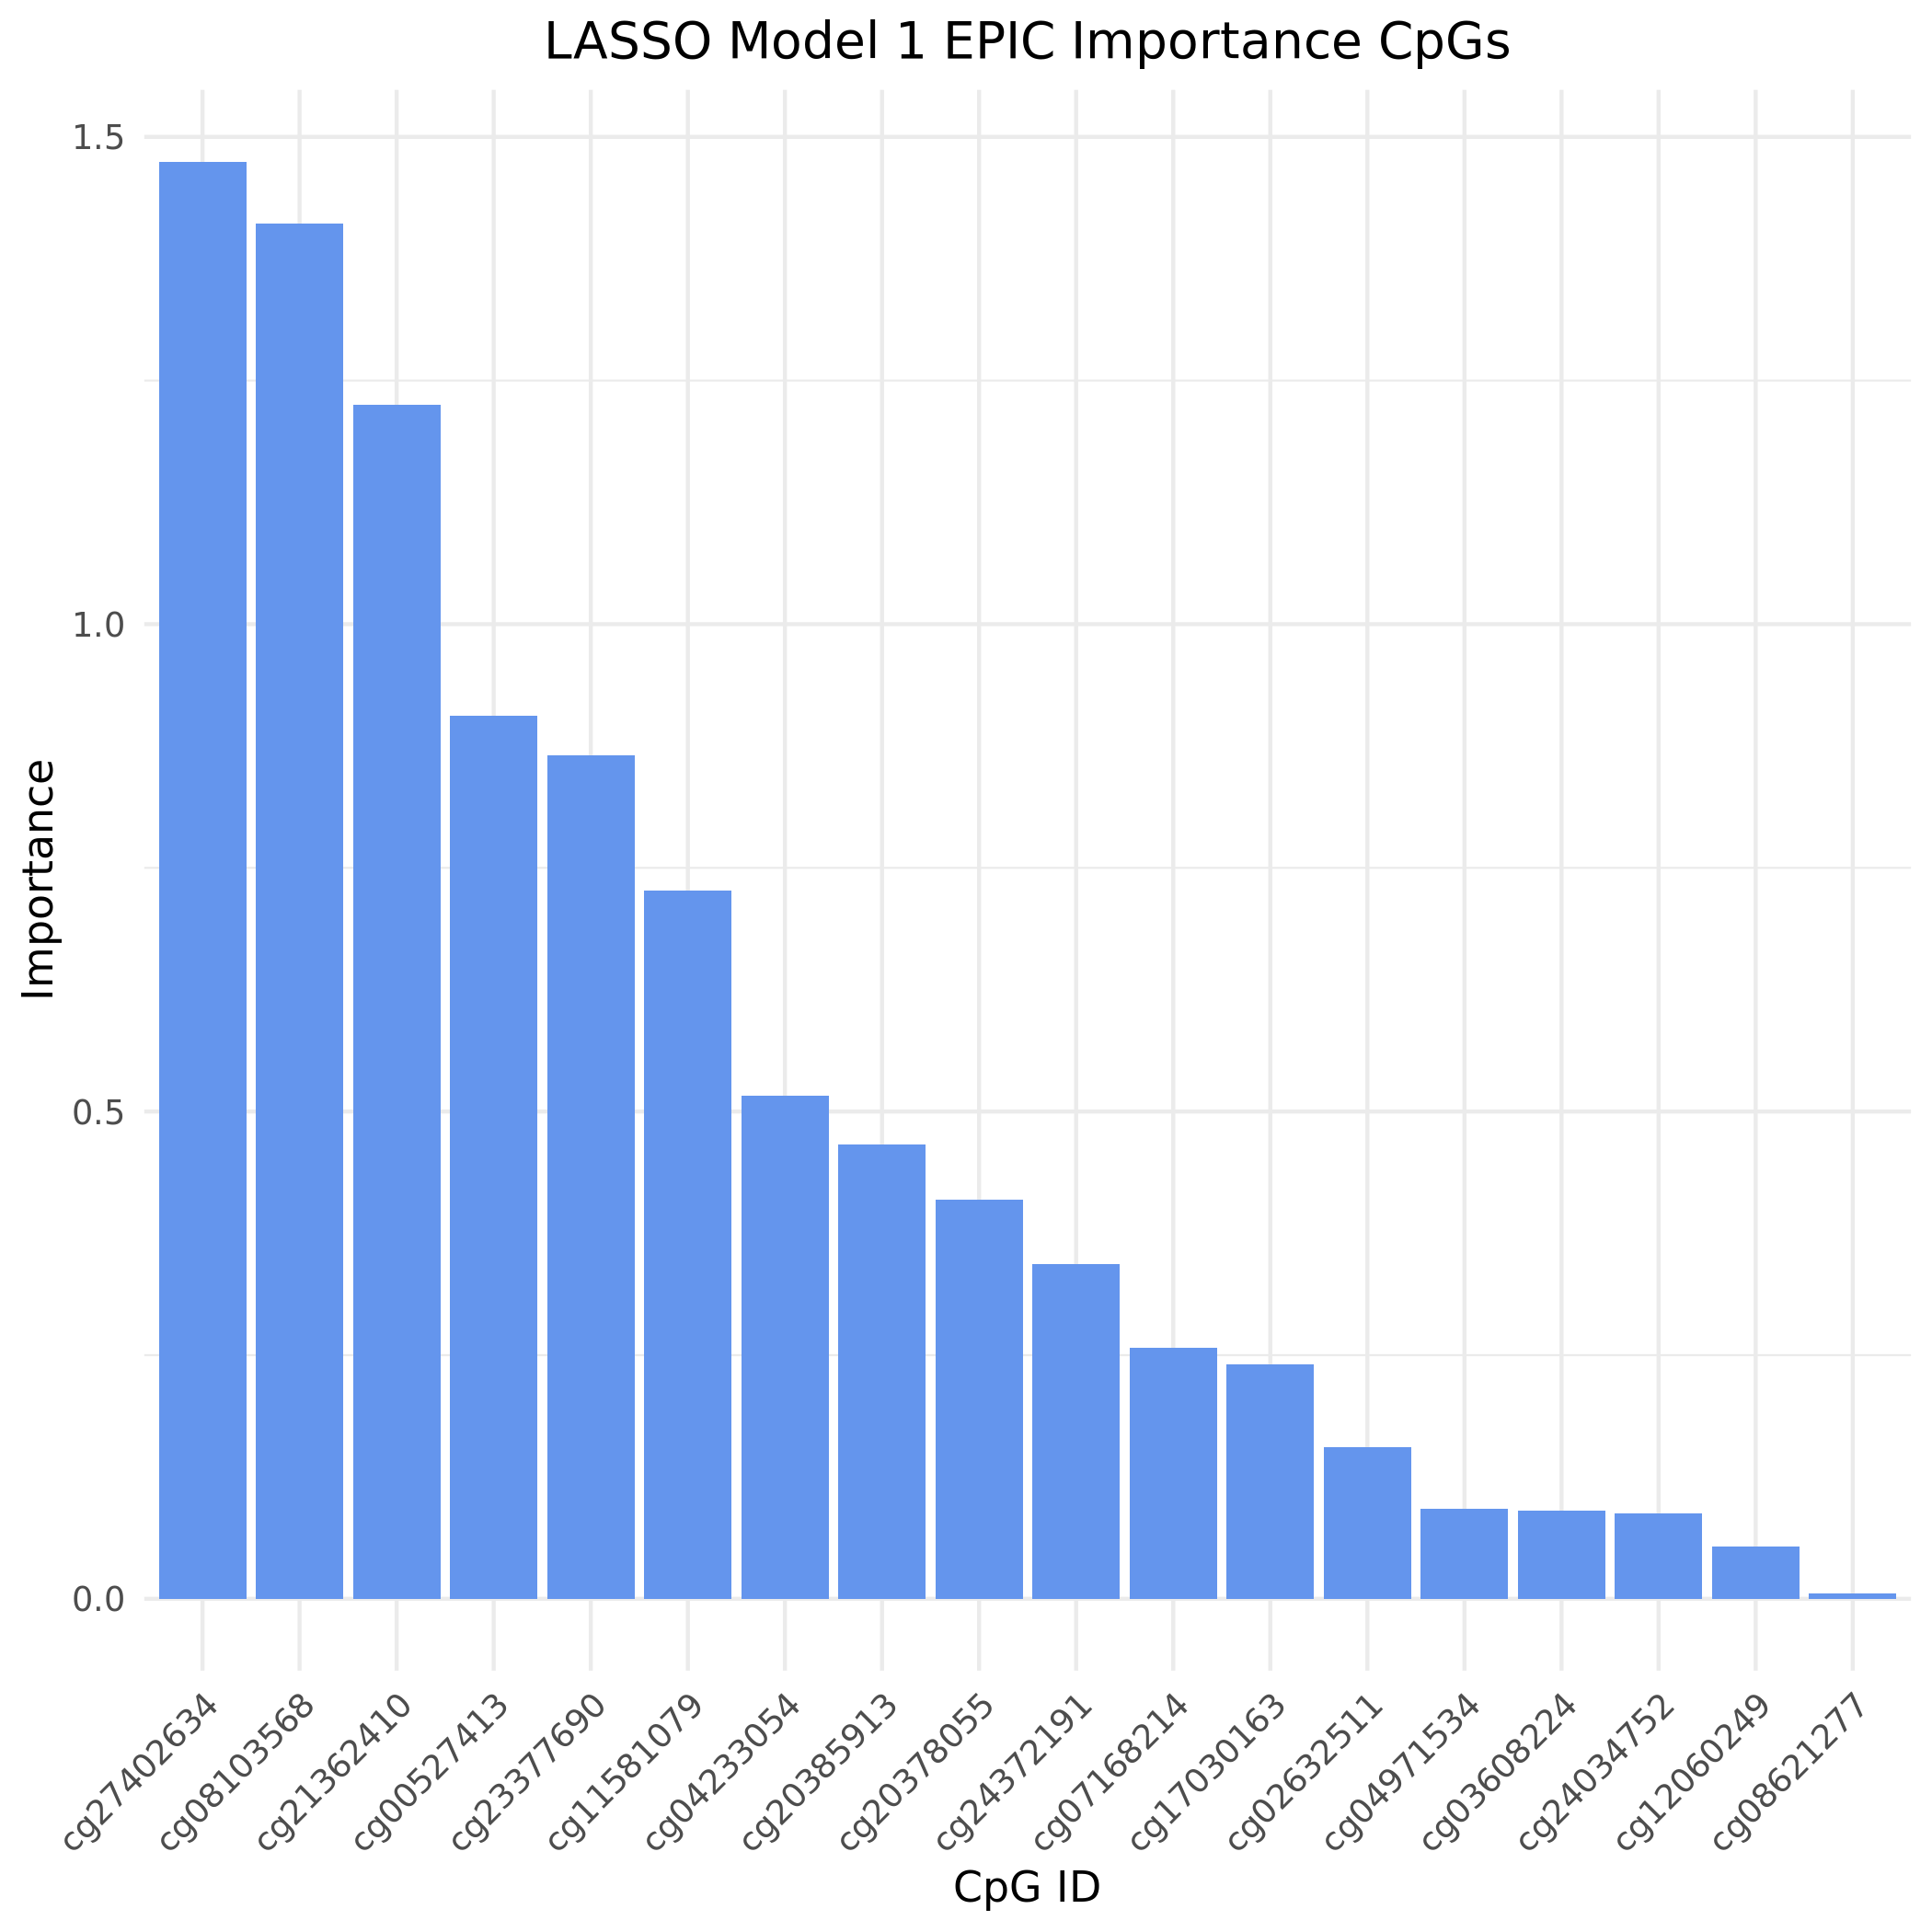 LASSO Model 1 EPIC Importance CpGs
1.5
1.0
0.5
0.0
Importance
cg27402634
cg08103568
cg21362410
cg00527413
cg23377690
cg11581079
cg04233054
cg20385913
cg20378055
cg24372191
cg07168214
cg17030163
cg02632511
cg04971534
cg03608224
cg24034752
cg12060249
cg08621277
CpG ID